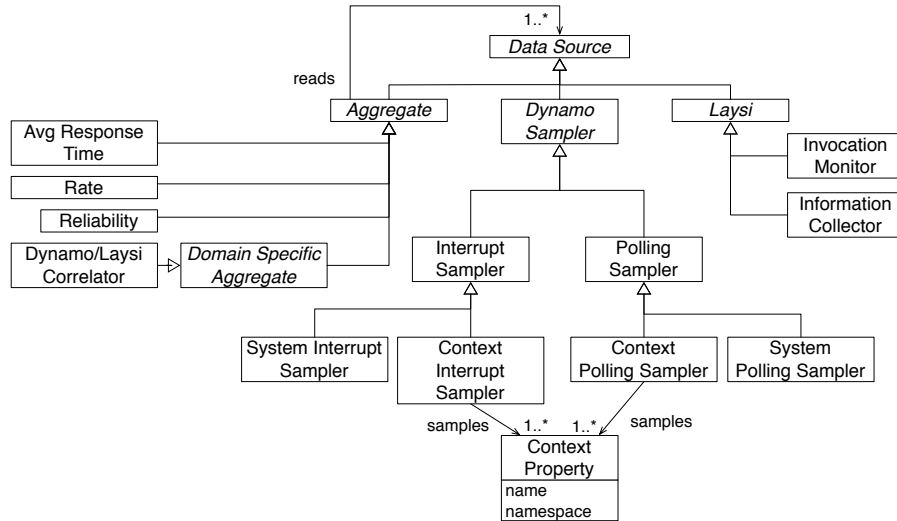 1..*
Data Source
reads
Aggregate
Dynamo
Sampler
Laysi
Avg Response
Time
Invocation
Monitor
Rate
Reliability
Information
Collector
Dynamo/Laysi
Correlator
Domain Specific
Aggregate
Interrupt
Sampler
Polling
Sampler
System Interrupt
Sampler
Context
Interrupt
Sampler
Context
Polling Sampler
System
Polling Sampler
samples
1..*
1..*
samples
Context
Property
name
namespace